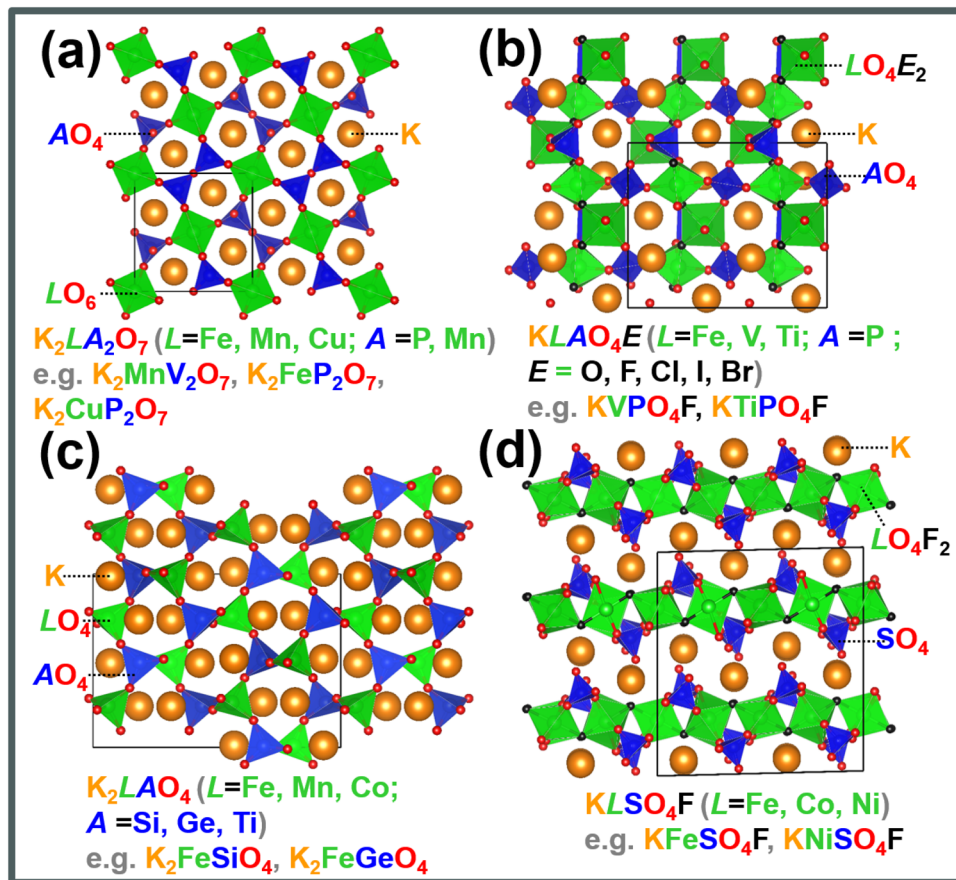 (a)
AO₄
K
LO₆
K₂LA₂O₇ (L=Fe, Mn, Cu; A =P, Mn)
e.g. K₂MnV₂O₇, K₂FeP₂O₇,
K₂CuP₂O₇
(b)
LO₄E₂
K
AO₄
KLAO₄E (L=Fe, V, Ti; A =P ;
E = O, F, Cl, I, Br)
e.g. KVPO₄F, KTiPO₄F
(c)
K
LO₄
AO₄
K₂LAO₄ (L=Fe, Mn, Co;
A =Si, Ge, Ti)
e.g. K₂FeSiO₄, K₂FeGeO₄
(d)
K
LO₄F₂
SO₄
KLSO₄F (L=Fe, Co, Ni)
e.g. KFeSO₄F, KNiSO₄F